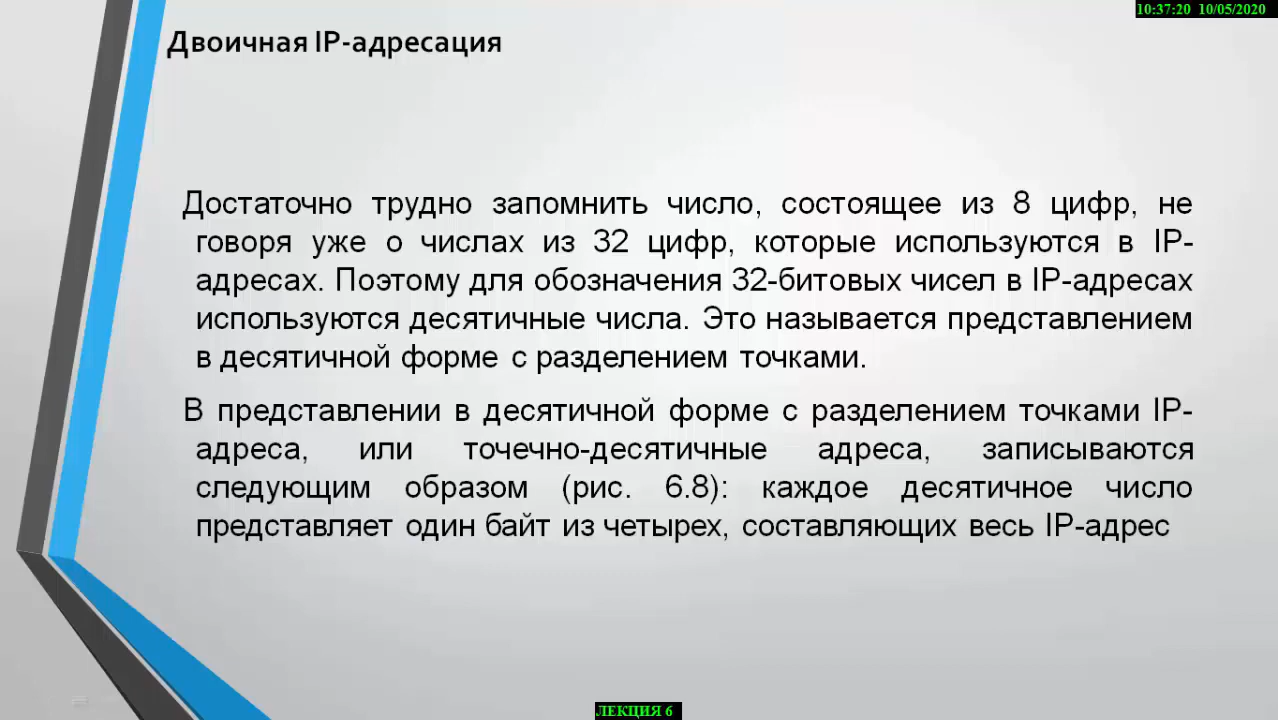 10:37:20 10/05/2020
Двоичная IP-адресация
Достаточно трудно запомнить число, состоящее из 8 цифр, не
говоря уже о числах из 32 цифр, которые используются в IP-
адресах. Поэтому для обозначения 32-битовых чисел в IP-адресах
используются десятичные числа. Это называется представлением
в десятичной форме с разделением точками.
В представлении в десятичной форме с разделением точками IP-
адреса, или точечно-десятичные адреса, записываются
следующим образом (рис. 6.8): каждое десятичное число
представляет один байт из четырех, составляющих весь IP-адрес
ЛЕКЦИЯ 6